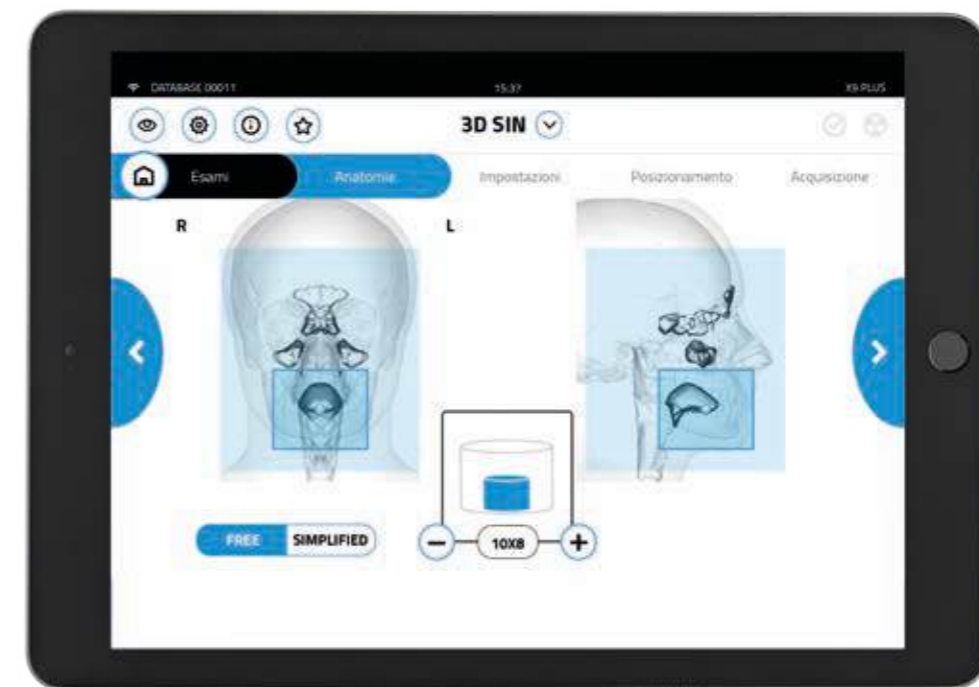 DATABASE 00011 15:37 X9 PLUS
3D SIN
Esami Anatomie Impostazioni Posizionamento Acquisizione
R L
FREE SIMPLIFIED
10X8